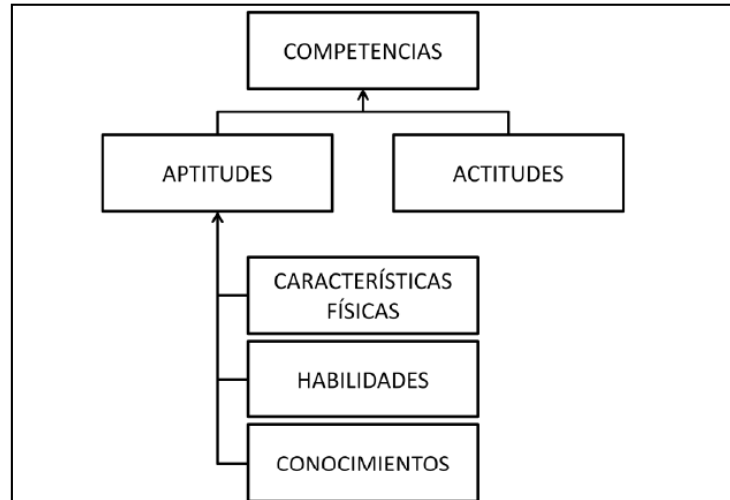 COMPETENCIAS
APTITUDES
ACTITUDES
CARACTERÍSTICAS
FÍSICAS
HABILIDADES
CONOCIMIENTOS